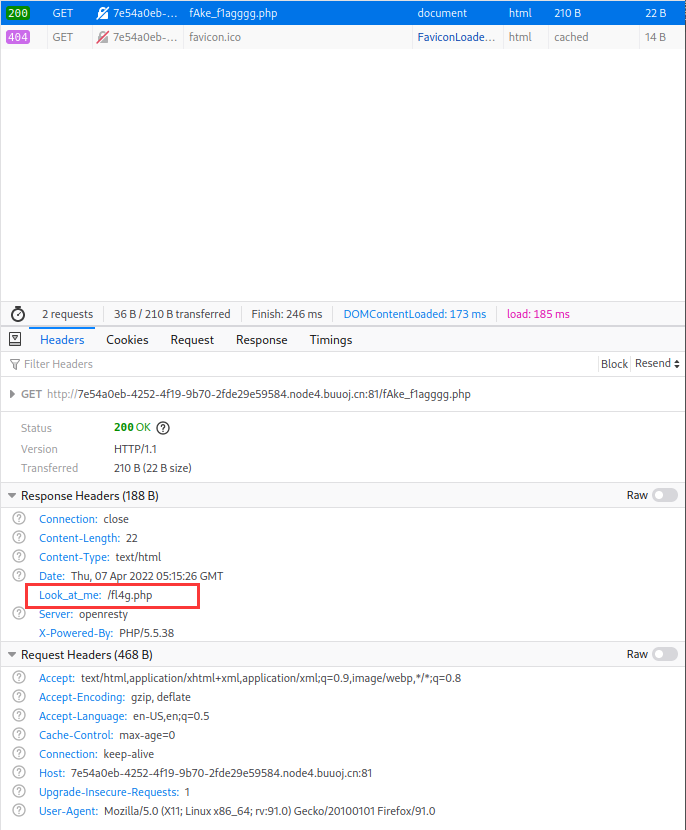 200 GET 7e54a0eb-... fAke_f1agggg.php document html 210 B 22 B
404 GET 7e54a0eb-... favicon.ico FaviconLoade... html cached 14 B
2 requests 36 B / 210 B transferred Finish: 246 ms DOMContentLoaded: 173 ms load: 185 ms
Headers Cookies Request Response Timings
Filter Headers Block Resend
GET http://7e54a0eb-4252-4f19-9b70-2fde29e59584.node4.buuoj.cn:81/fAke_f1agggg.php
Status 200 OK ?
Version HTTP/1.1
Transferred 210 B (22 B size)
Response Headers (188 B) Raw
? Connection: close
? Content-Length: 22
? Content-Type: text/html
? Date: Thu, 07 Apr 2022 05:15:26 GMT
Look_at_me: /fl4g.php
? Server: openresty
X-Powered-By: PHP/5.5.38
Request Headers (468 B) Raw
? Accept: text/html,application/xhtml+xml,application/xml;q=0.9,image/webp,*/*;q=0.8
? Accept-Encoding: gzip, deflate
? Accept-Language: en-US,en;q=0.5
? Cache-Control: max-age=0
? Connection: keep-alive
? Host: 7e54a0eb-4252-4f19-9b70-2fde29e59584.node4.buuoj.cn:81
? Upgrade-Insecure-Requests: 1
? User-Agent: Mozilla/5.0 (X11; Linux x86_64; rv:91.0) Gecko/20100101 Firefox/91.0